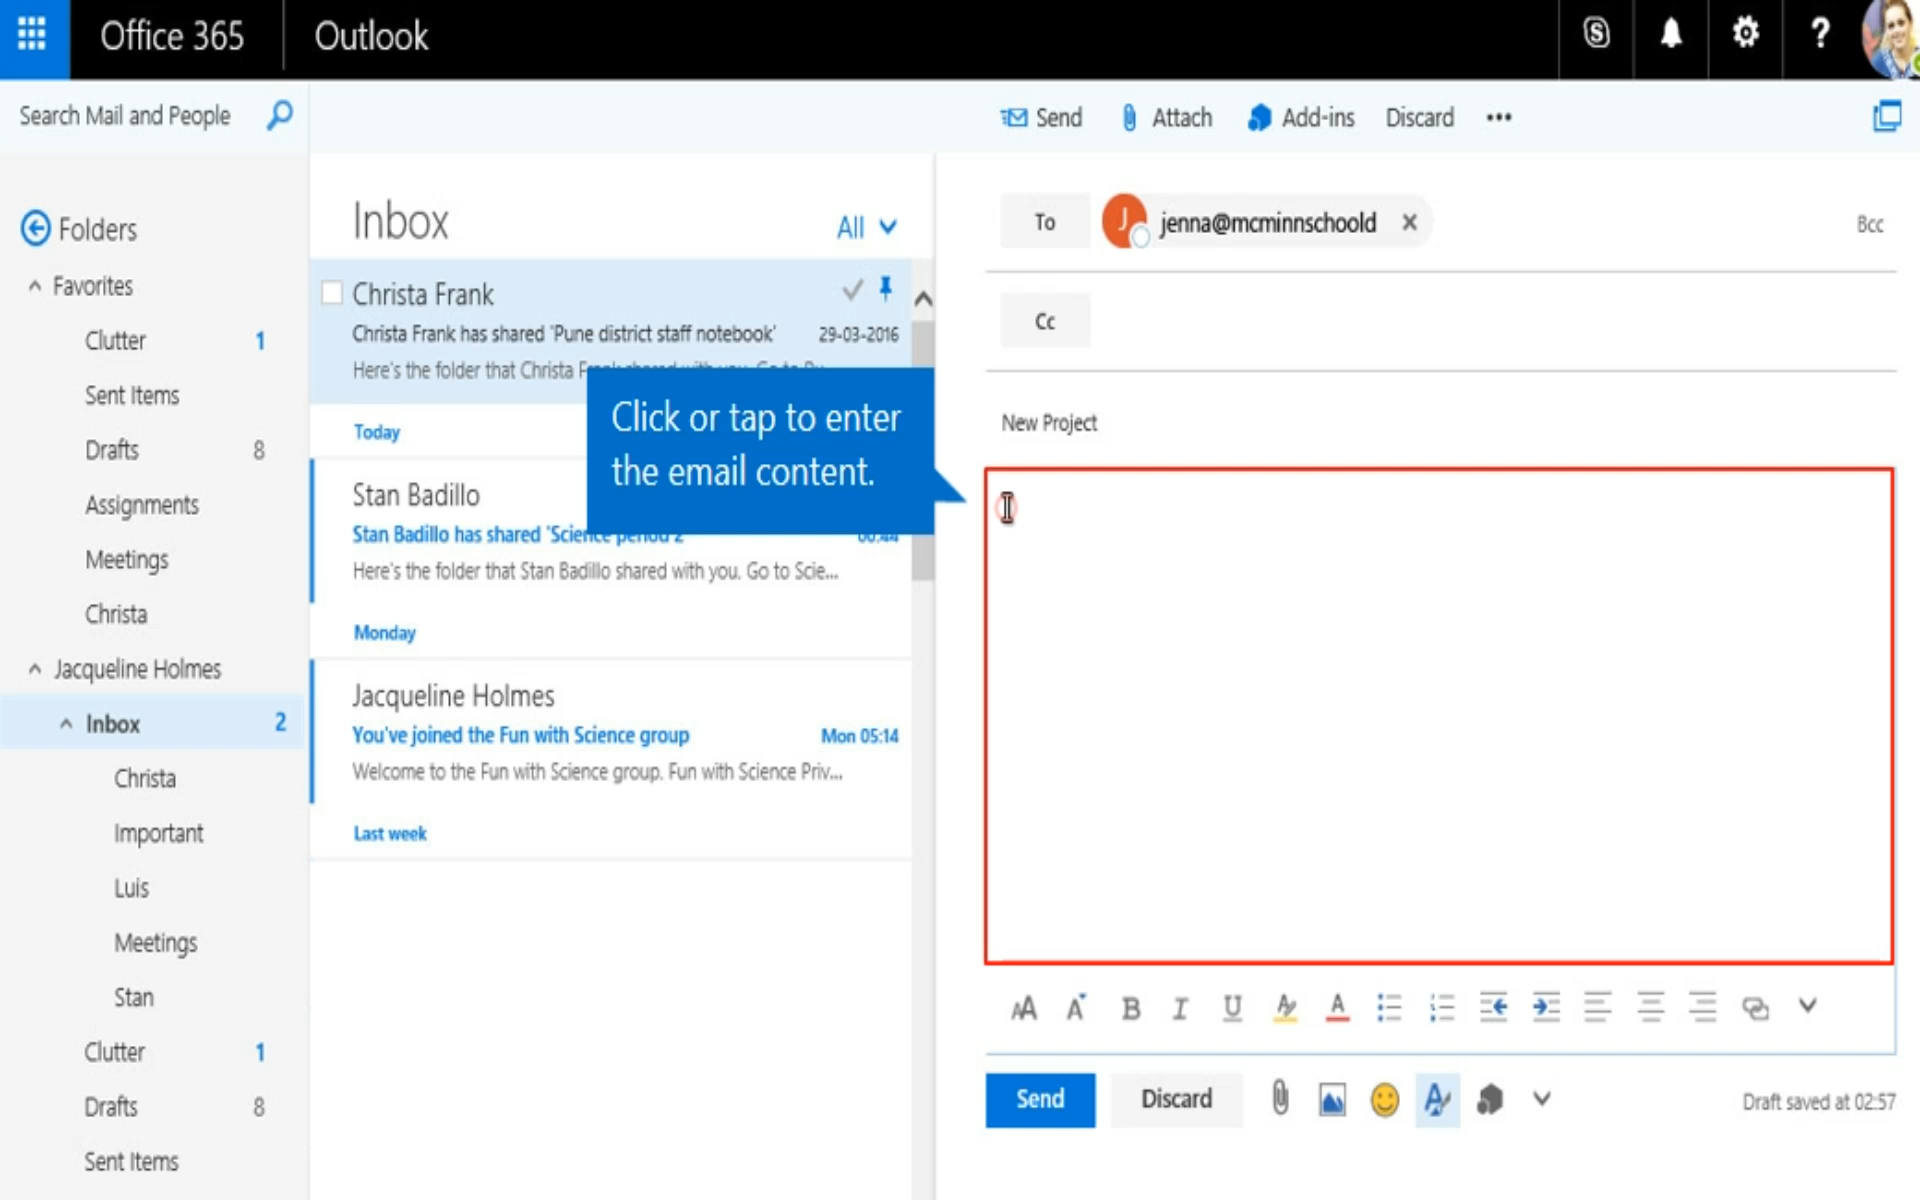 Office 365
Outlook
Search Mail and People
Send
Attach
Add-ins
Discard
Folders
Favorites
Clutter 1
Sent Items
Drafts 8
Assignments
Meetings
Christa
Jacqueline Holmes
Inbox 2
Christa
Important
Luis
Meetings
Stan
Clutter 1
Drafts 8
Sent Items
Inbox
All
Christa Frank
Christa Frank has shared 'Pune district staff notebook' 29-03-2016
Here's the folder that Christa
Today
Stan Badillo
Stan Badillo has shared 'Science period 2'
Here's the folder that Stan Badillo shared with you. Go to Scie...
Monday
Jacqueline Holmes
You've joined the Fun with Science group Mon 05:14
Welcome to the Fun with Science group. Fun with Science Priv...
Last week
Click or tap to enter
the email content.
To
jenna@mcminnschoold
Bcc
Cc
New Project
Send
Discard
Draft saved at 02:57